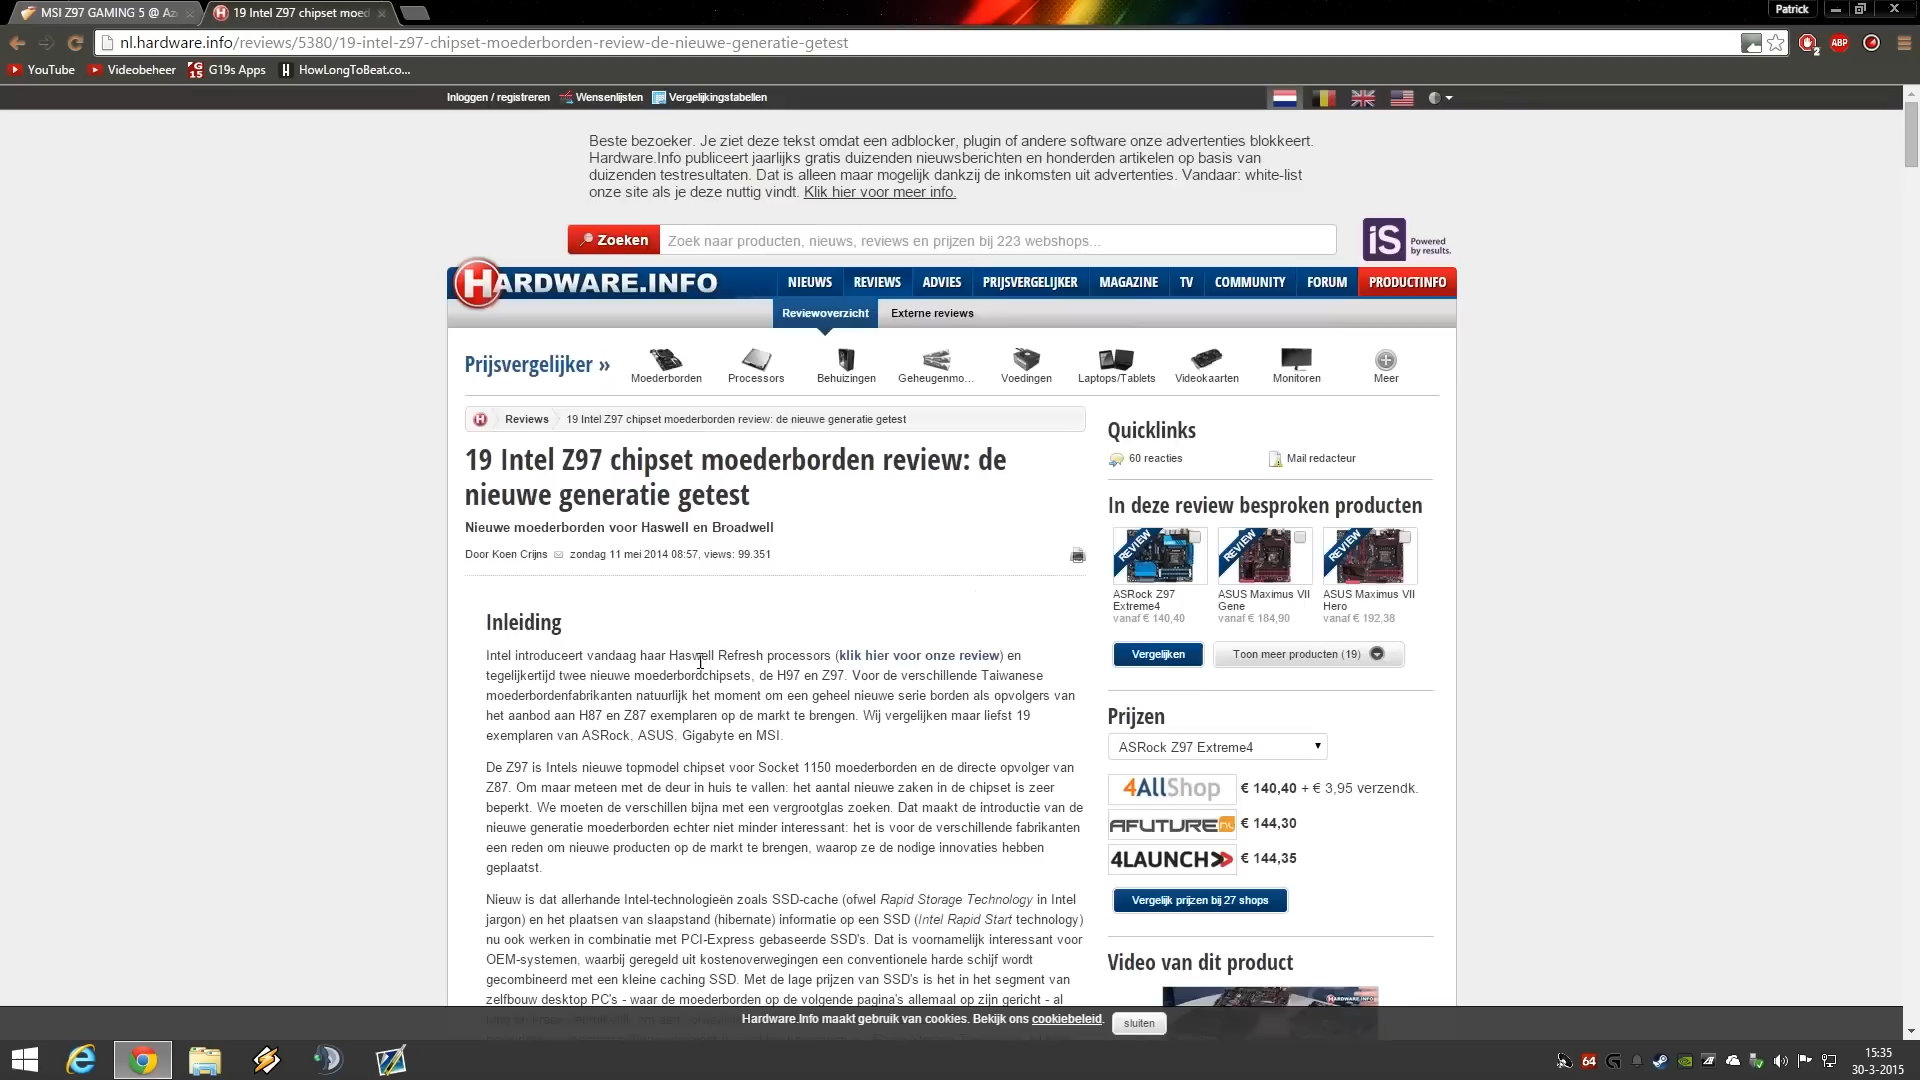 MSI Z97 GAMING 5 @ Az
19 Intel Z97 chipset moed
Patrick
nl.hardware.info/reviews/5380/19-intel-z97-chipset-moederborden-review-de-nieuwe-generatie-getest
2
ABP
YouTube
Videobeheer
G15
G19s Apps
H
HowLongToBeat.co...
Inloggen / registreren
Wensenlijsten
Vergelijkingstabellen
Beste bezoeker. Je ziet deze tekst omdat een adblocker, plugin of andere software onze advertenties blokkeert.
Hardware.Info publiceert jaarlijks gratis duizenden nieuwsberichten en honderden artikelen op basis van
duizenden testresultaten. Dat is alleen maar mogelijk dankzij de inkomsten uit advertenties. Vandaar: white-list
onze site als je deze nuttig vindt. Klik hier voor meer info.
Zoeken
Zoek naar producten, nieuws, reviews en prijzen bij 223 webshops...
iS
Powered
by results.
HARDWARE.INFO
NIEUWS
REVIEWS
ADVIES
PRIJSVERGELIJKER
MAGAZINE
TV
COMMUNITY
FORUM
PRODUCTINFO
Reviewoverzicht
Externe reviews
Prijsvergelijker »
Moederborden
Processors
Behuizingen
Geheugenmo...
Voedingen
Laptops/Tablets
Videokaarten
Monitoren
Meer
H
Reviews
19 Intel Z97 chipset moederborden review: de nieuwe generatie getest
19 Intel Z97 chipset moederborden review: de
nieuwe generatie getest
Nieuwe moederborden voor Haswell en Broadwell
Door Koen Crijns
zondag 11 mei 2014 08:57, views: 99.351
Inleiding
Intel introduceert vandaag haar Haswell Refresh processors (klik hier voor onze review) en
tegelijkertijd twee nieuwe moederbordchipsets, de H97 en Z97. Voor de verschillende Taiwanese
moederbordenfabrikanten natuurlijk het moment om een geheel nieuwe serie borden als opvolgers van
het aanbod aan H87 en Z87 exemplaren op de markt te brengen. Wij vergelijken maar liefst 19
exemplaren van ASRock, ASUS, Gigabyte en MSI.
De Z97 is Intels nieuwe topmodel chipset voor Socket 1150 moederborden en de directe opvolger van
Z87. Om maar meteen met de deur in huis te vallen: het aantal nieuwe zaken in de chipset is zeer
beperkt. We moeten de verschillen bijna met een vergrootglas zoeken. Dat maakt de introductie van de
nieuwe generatie moederborden echter niet minder interessant: het is voor de verschillende fabrikanten
een reden om nieuwe producten op de markt te brengen, waarop ze de nodige innovaties hebben
geplaatst.
Nieuw is dat allerhande Intel-technologieën zoals SSD-cache (ofwel Rapid Storage Technology in Intel
jargon) en het plaatsen van slaapstand (hibernate) informatie op een SSD (Intel Rapid Start technology)
nu ook werken in combinatie met PCI-Express gebaseerde SSD's. Dat is voornamelijk interessant voor
OEM-systemen, waarbij geregeld uit kostenoverwegingen een conventionele harde schijf wordt
gecombineerd met een kleine caching SSD. Met de lage prijzen van SSD's is het in het segment van
zelfbouw desktop PC's - waar de moederborden op de volgende pagina's allemaal op zijn gericht - al
Quicklinks
60 reacties
Mail redacteur
In deze review besproken producten
REVIEW
REVIEW
REVIEW
ASRock Z97
Extreme4
vanaf € 140,40
ASUS Maximus VII
Gene
vanaf € 184,90
ASUS Maximus VII
Hero
vanaf € 192,38
Vergelijken
Toon meer producten (19)
Prijzen
ASRock Z97 Extreme4
4AllShop
€ 140,40 + € 3,95 verzendk.
AFUTURE nu
€ 144,30
4LAUNCH
€ 144,35
Vergelijk prijzen bij 27 shops
Video van dit product
HARDWARE.INFO
Hardware.Info maakt gebruik van cookies. Bekijk ons cookiebeleid.
sluiten
64
15:35
30-3-2015